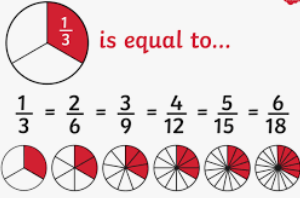 1/3 is equal to...
1/3 = 2/6 = 3/9 = 4/12 = 5/15 = 6/18